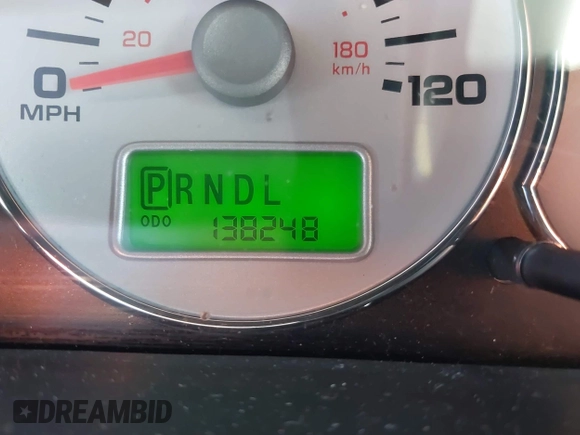 20
180
km/h
0
MPH
120
PRNDL
ODO 138248
DREAMBID